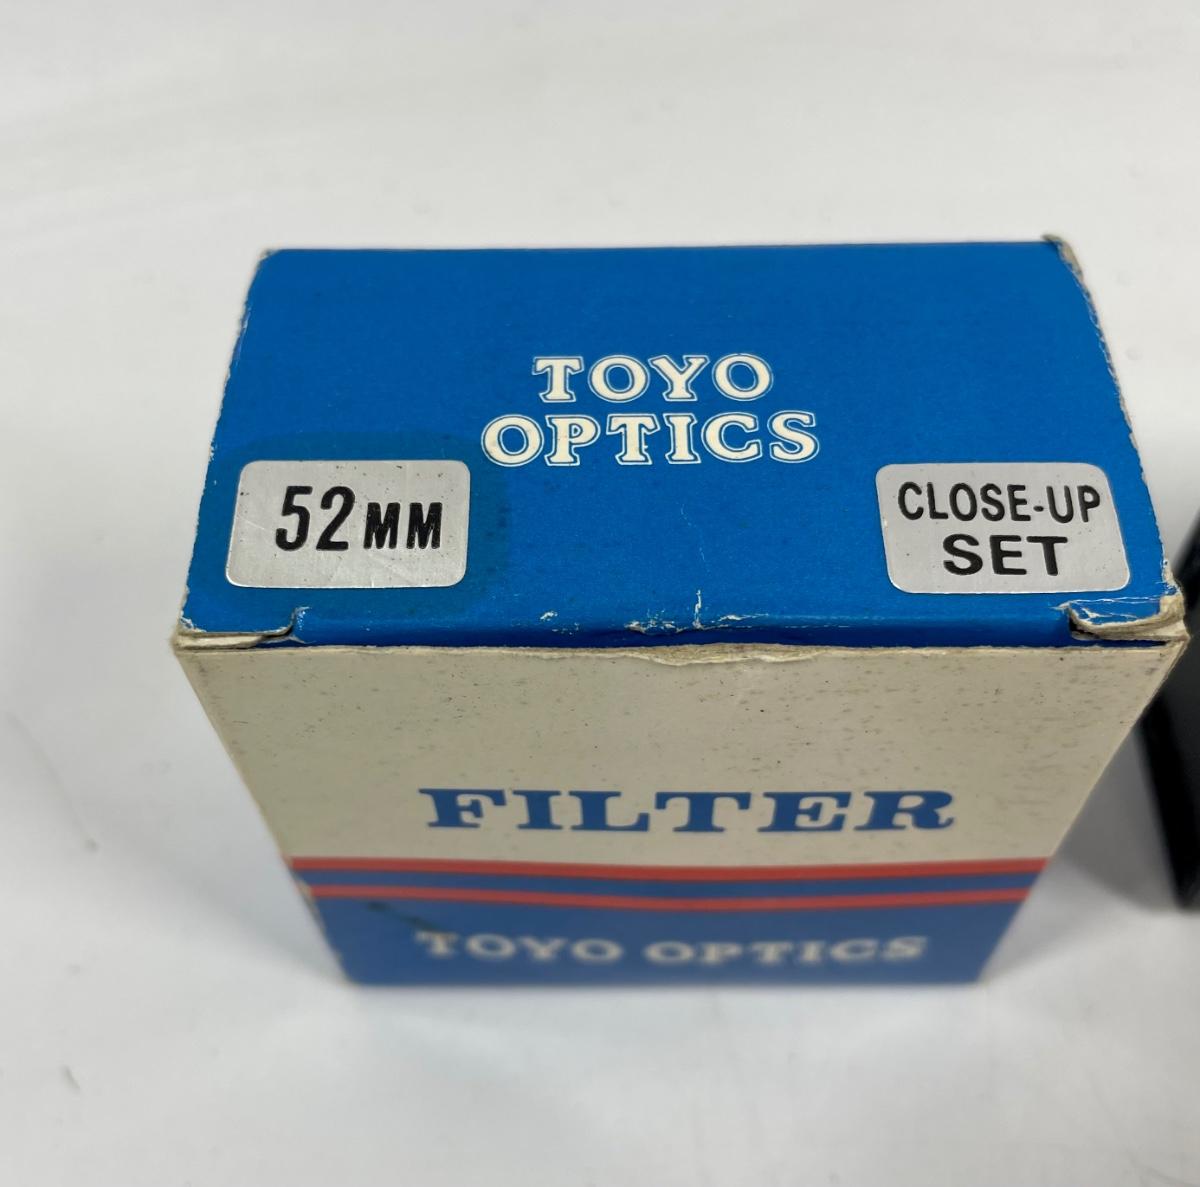 TOYO
OPTICS
52MM
CLOSE-UP
SET
FILTER
TOYO OPTICS